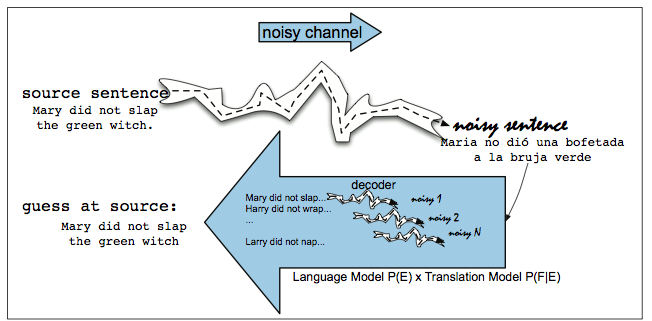 noisy channel
source sentence
Mary did not slap
the green witch.
noisy sentence
Maria no dió una bofetada
a la bruja verde
decoder
Mary did not slap...
noisy 1
Harry did not wrap...
noisy 2
...
noisy N
Larry did not nap...
guess at source:
Mary did not slap
the green witch
Language Model P(E) x Translation Model P(F|E)